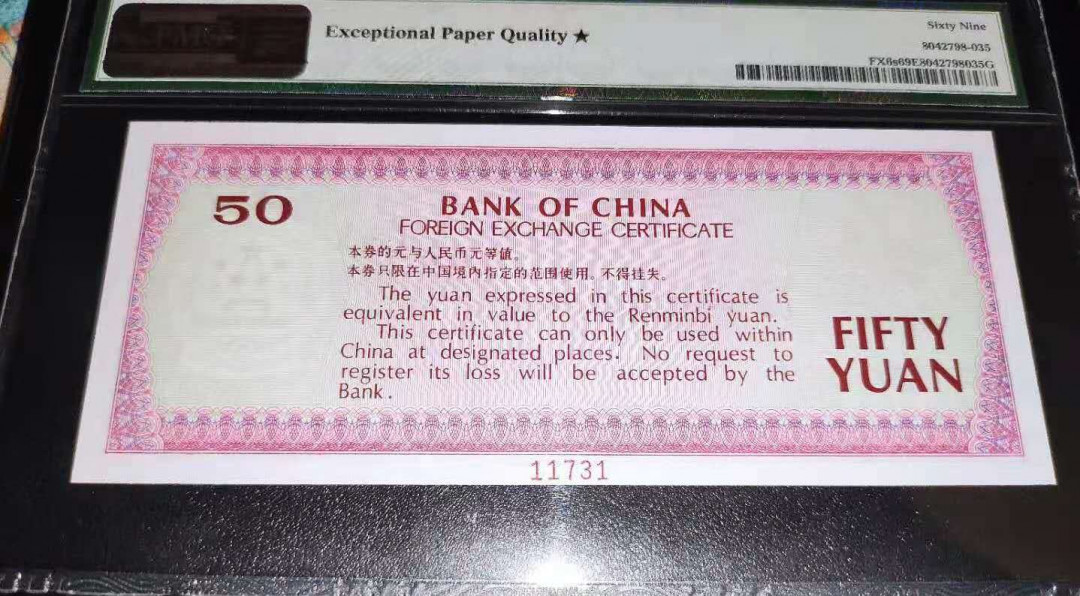 Exceptional Paper Quality ★
Sixty Nine
8042798-035
FX6s69E8042798035G
50
BANK OF CHINA
FOREIGN EXCHANGE CERTIFICATE
本券的元与人民币元等值。
本券只限在中国境内指定的范围使用。不得挂失。
The yuan expressed in this certificate is
equivalent in value to the Renminbi yuan.
This certificate can only be used within
China at designated places. No request to
register its loss will be accepted by the
Bank.
FIFTY
YUAN
11731